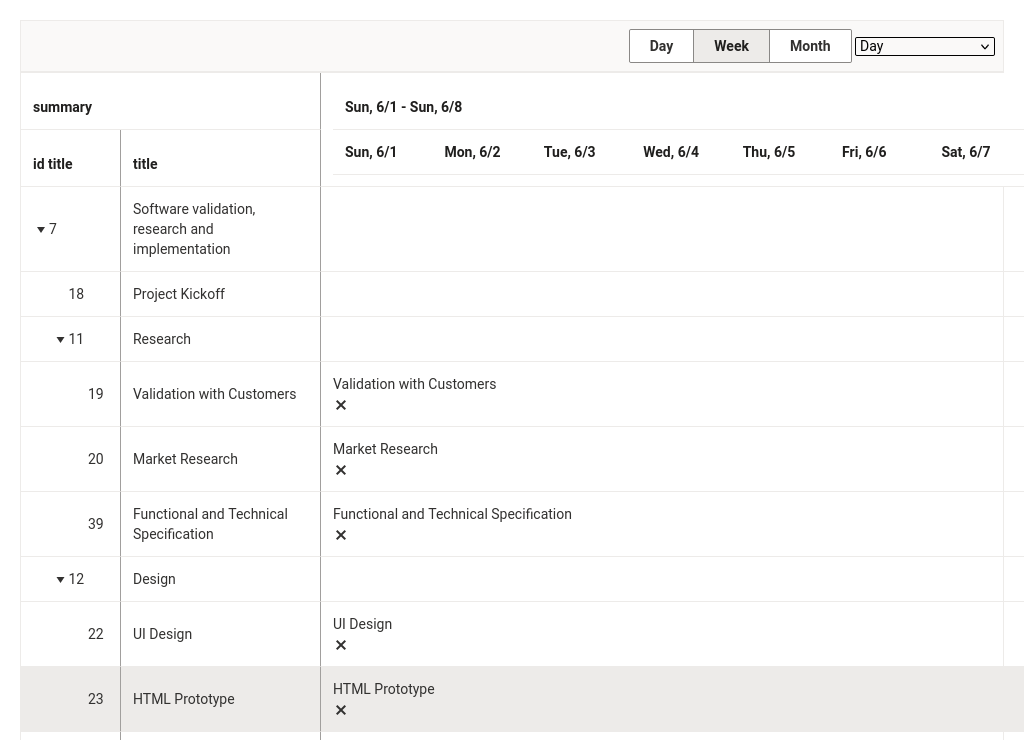 Day Week Month Day
summary Sun, 6/1 - Sun, 6/8
Sun, 6/1 Mon, 6/2 Tue, 6/3 Wed, 6/4 Thu, 6/5 Fri, 6/6 Sat, 6/7
id title title
7 Software validation,
research and
implementation
18 Project Kickoff
11 Research
19 Validation with Customers Validation with Customers
20 Market Research Market Research
39 Functional and Technical Functional and Technical Specification
Specification
12 Design
22 UI Design UI Design
23 HTML Prototype HTML Prototype